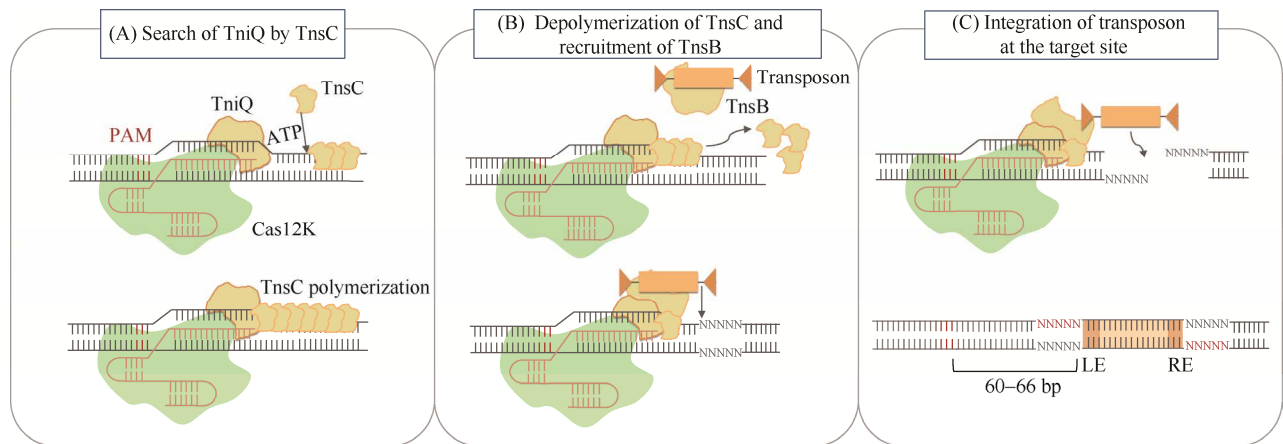 (A) Search of TniQ by TnsC
TnsC
TniQ
ATP
PAM
Cas12K
TnsC polymerization
(B) Depolymerization of TnsC and
recruitment of TnsB
Transposon
TnsB
NNNNN
NNNNN
(C) Integration of transposon
at the target site
NNNNN
NNNNN
NNNNN NNNNN
NNNNN NNNNN
LE RE
60–66 bp